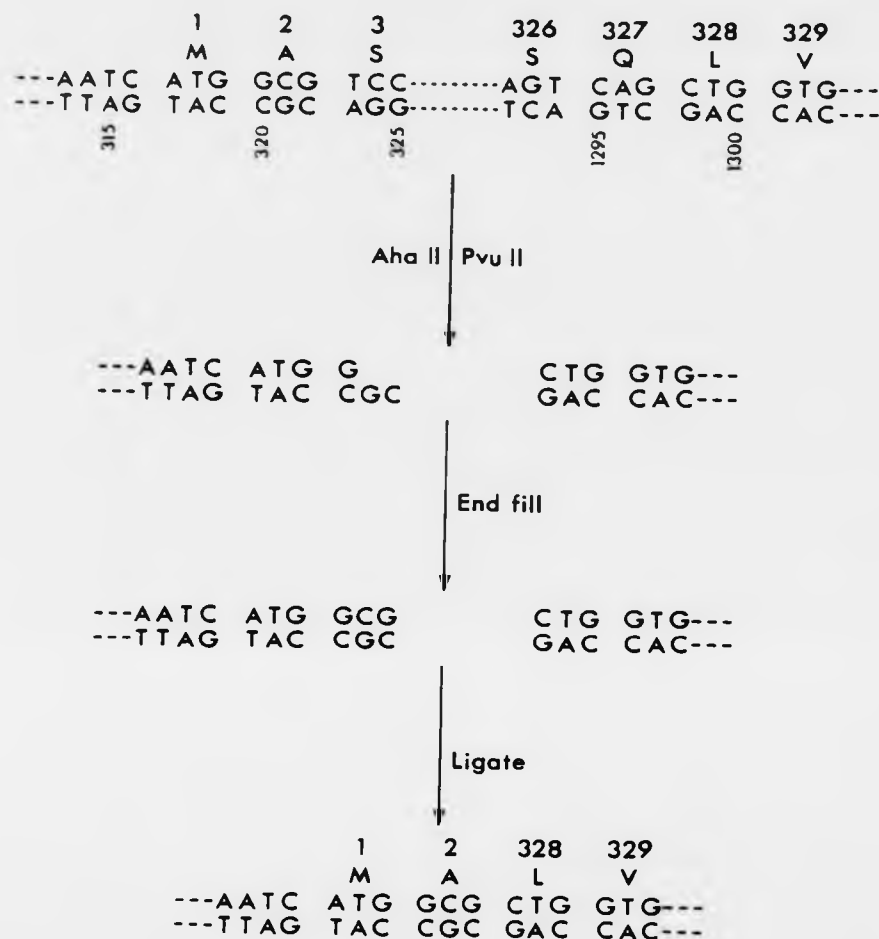 1 2 3 326 327 328 329
M A S S Q L V
---AATC ATG GCG TCC·········AGT CAG CTG GTG---
---TTAG TAC CGC AGG·········TCA GTC GAC CAC---
315 320 325 1295 1300
Aha II Pvu II
---AATC ATG G CTG GTG---
---TTAG TAC CGC GAC CAC---
End fill
---AATC ATG GCG CTG GTG---
---TTAG TAC CGC GAC CAC---
Ligate
1 2 328 329
M A L V
---AATC ATG GCG CTG GTG---
---TTAG TAC CGC GAC CAC---